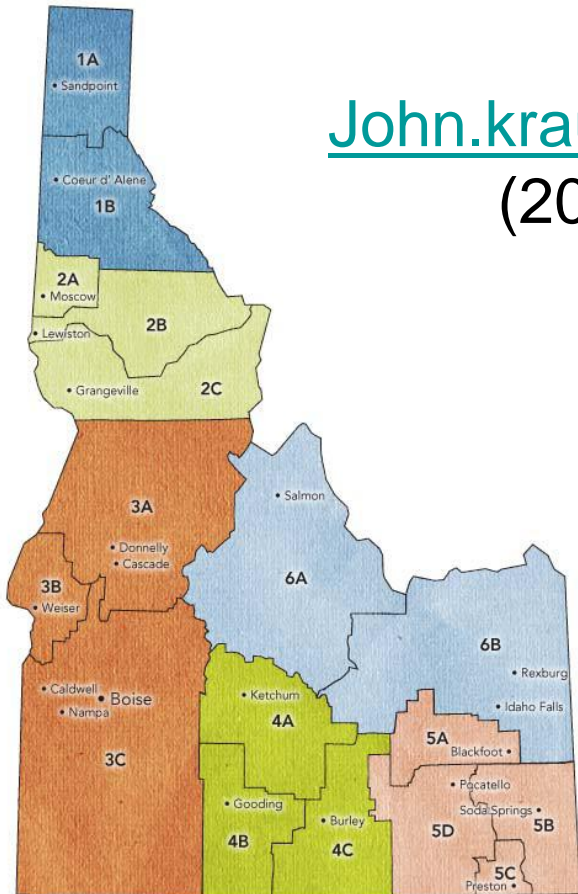 1A
• Sandpoint
John.kra
(20
• Coeur d' Alene
1B
2A
• Moscow
2B
• Lewiston
• Grangeville
2C
• Salmon
3A
• Donnelly
• Cascade
6A
3B
• Weiser
6B
• Rexburg
• Caldwell
• Boise
• Ketchum
• Nampa
• Idaho Falls
4A
5A
Blackfoot •
3C
• Pocatello
• Gooding
Soda Springs •
• Burley
5B
4B
4C
5D
5C
Preston •